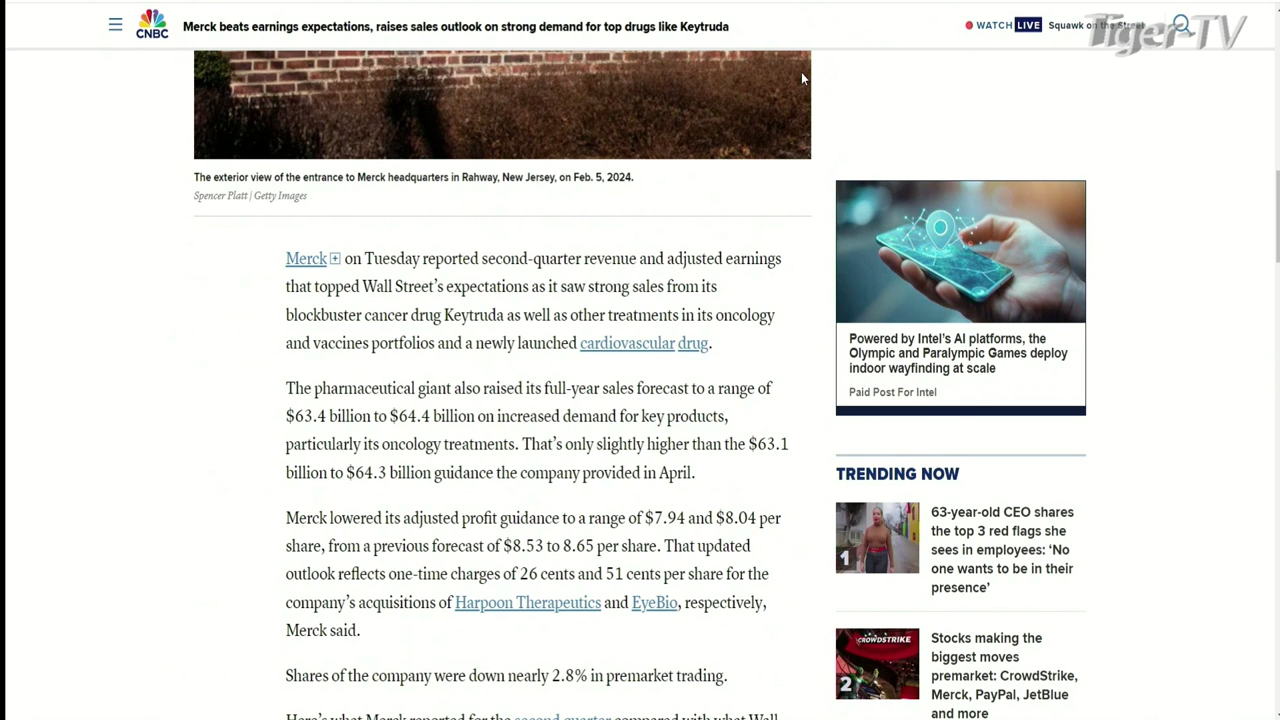 CNBC
Merck beats earnings expectations, raises sales outlook on strong demand for top drugs like Keytruda
WATCH LIVE Squawk on the Street
Tiger-TV
The exterior view of the entrance to Merck headquarters in Rahway, New Jersey, on Feb. 5, 2024.
Spencer Platt | Getty Images
Merck on Tuesday reported second-quarter revenue and adjusted earnings
that topped Wall Street’s expectations as it saw strong sales from its
blockbuster cancer drug Keytruda as well as other treatments in its oncology
and vaccines portfolios and a newly launched cardiovascular drug.
The pharmaceutical giant also raised its full-year sales forecast to a range of
$63.4 billion to $64.4 billion on increased demand for key products,
particularly its oncology treatments. That’s only slightly higher than the $63.1
billion to $64.3 billion guidance the company provided in April.
Merck lowered its adjusted profit guidance to a range of $7.94 and $8.04 per
share, from a previous forecast of $8.53 to 8.65 per share. That updated
outlook reflects one-time charges of 26 cents and 51 cents per share for the
company’s acquisitions of Harpoon Therapeutics and EyeBio, respectively,
Merck said.
Shares of the company were down nearly 2.8% in premarket trading.
Here’s what Merck reported for the second quarter compared with what Wall
Powered by Intel’s AI platforms, the
Olympic and Paralympic Games deploy
indoor wayfinding at scale
Paid Post For Intel
TRENDING NOW
1
63-year-old CEO shares
the top 3 red flags she
sees in employees: ‘No
one wants to be in their
presence’
CROWDSTRIKE
2
Stocks making the
biggest moves
premarket: CrowdStrike,
Merck, PayPal, JetBlue
and more